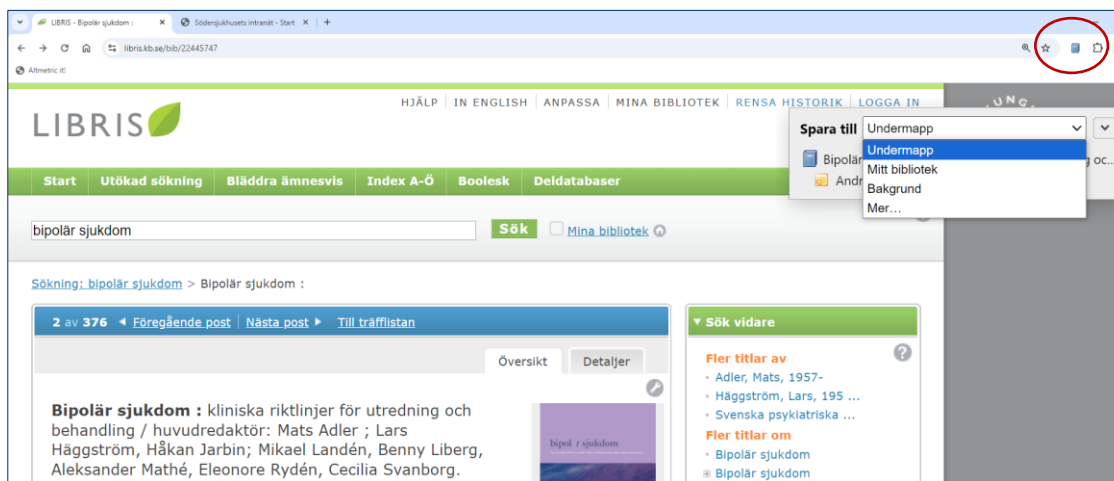 LIBRIS - Bipolär sjukdom :
Södersjukhusets intranät - Start
libris.kb.se/bib/22445747
Altmetric it!
LIBRIS
HJÄLP | IN ENGLISH | ANPASSA | MINA BIBLIOTEK | RENSA HISTORIK | LOGGA IN
Spara till Undermapp
Undermapp
Mitt bibliotek
Bakgrund
Mer…
Bipolär
oc...
Andr
Start Utökad sökning Bläddra ämnesvis Index A-Ö Boolesk Deldatabaser
bipolär sjukdom Sök Mina bibliotek
Sökning: bipolär sjukdom > Bipolär sjukdom :
2 av 376 Föregående post | Nästa post Till träfflistan
Översikt Detaljer
Bipolär sjukdom : kliniska riktlinjer för utredning och
behandling / huvudredaktör: Mats Adler ; Lars
Häggström, Håkan Jarbin; Mikael Landén, Benny Liberg,
Aleksander Mathé, Eleonore Rydén, Cecilia Svanborg.
bipol r sjukdom
Sök vidare
Fler titlar av
Adler, Mats, 1957-
Häggström, Lars, 195 ...
Svenska psykiatriska ...
Fler titlar om
Bipolär sjukdom
Bipolär sjukdom